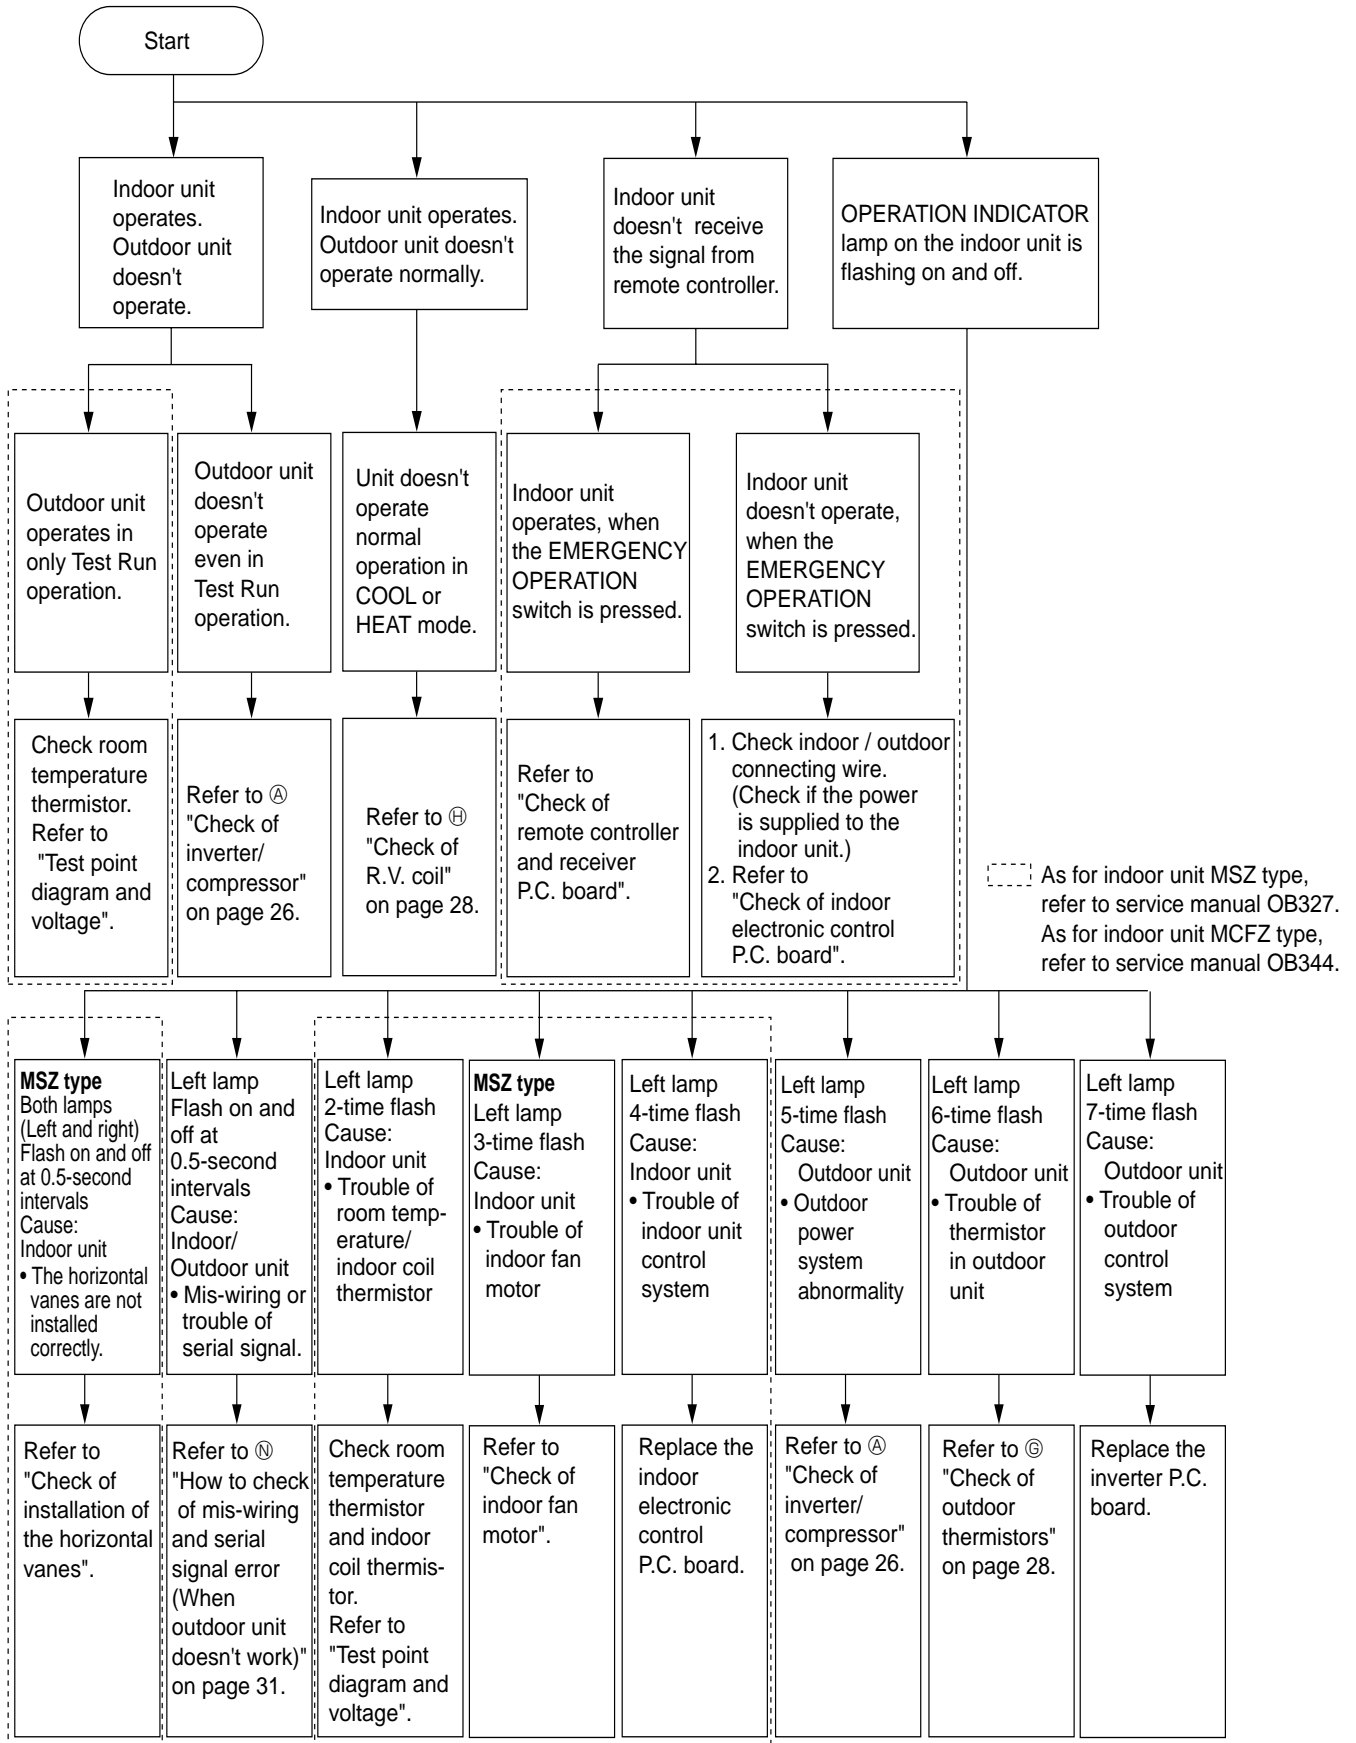 Start
Indoor unit
operates.
Outdoor unit
doesn't
operate.
Indoor unit operates.
Outdoor unit doesn't
operate normally.
Indoor unit
doesn't receive
the signal from
remote controller.
OPERATION INDICATOR
lamp on the indoor unit is
flashing on and off.
Outdoor unit
operates in
only Test Run
operation.
Outdoor unit
doesn't
operate
even in
Test Run
operation.
Unit doesn't
operate
normal
operation in
COOL or
HEAT mode.
Indoor unit
operates, when
the EMERGENCY
OPERATION
switch is pressed.
Indoor unit
doesn't operate,
when the
EMERGENCY
OPERATION
switch is pressed.
Check room
temperature
thermistor.
Refer to
"Test point
diagram and
voltage".
Refer to Ⓐ
"Check of
inverter/
compressor"
on page 26.
Refer to Ⓗ
"Check of
R.V. coil"
on page 28.
Refer to
"Check of
remote controller
and receiver
P.C. board".
1. Check indoor / outdoor
connecting wire.
(Check if the power
is supplied to the
indoor unit.)
2. Refer to
"Check of indoor
electronic control
P.C. board".
As for indoor unit MSZ type,
refer to service manual OB327.
As for indoor unit MCFZ type,
refer to service manual OB344.
MSZ type
Both lamps
(Left and right)
Flash on and off
at 0.5-second
intervals
Cause:
Indoor unit
• The horizontal
vanes are not
installed
correctly.
Left lamp
Flash on and
off at
0.5-second
intervals
Cause:
Indoor/
Outdoor unit
• Mis-wiring or
trouble of
serial signal.
Left lamp
2-time flash
Cause:
Indoor unit
• Trouble of
room temp-
erature/
indoor coil
thermistor
MSZ type
Left lamp
3-time flash
Cause:
Indoor unit
• Trouble of
indoor fan
motor
Left lamp
4-time flash
Cause:
Indoor unit
• Trouble of
indoor unit
control
system
Left lamp
5-time flash
Cause:
Outdoor unit
• Outdoor
power
system
abnormality
Left lamp
6-time flash
Cause:
Outdoor unit
• Trouble of
thermistor
in outdoor
unit
Left lamp
7-time flash
Cause:
Outdoor unit
• Trouble of
outdoor
control
system
Refer to
"Check of
installation of
the horizontal
vanes".
Refer to Ⓝ
"How to check
of mis-wiring
and serial
signal error
(When
outdoor unit
doesn't work)"
on page 31.
Check room
temperature
thermistor
and indoor
coil thermis-
tor.
Refer to
"Test point
diagram and
voltage".
Refer to
"Check of
indoor fan
motor".
Replace the
indoor
electronic
control
P.C. board.
Refer to Ⓐ
"Check of
inverter/
compressor"
on page 26.
Refer to Ⓖ
"Check of
outdoor
thermistors"
on page 28.
Replace the
inverter P.C.
board.